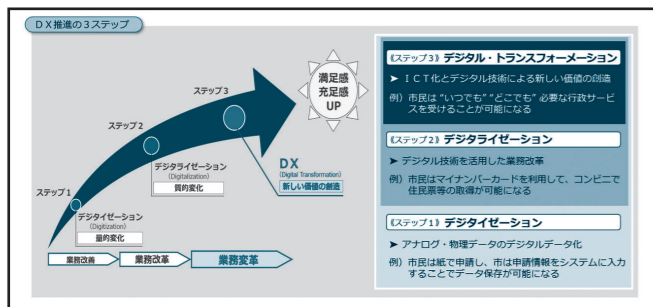 DX推進の3ステップ
満足感
充足感
UP
ステップ3
ステップ2
デジタライゼーション
(Digitalization)
質的変化
DX
(Digital Transformation)
新しい価値の創造
ステップ1
デジタイゼーション
(Digitization)
量的変化
業務改善
業務改革
業務変革
《ステップ3》デジタル・トランスフォーメーション
➤ ICT化とデジタル技術による新しい価値の創造
例）市民は“いつでも”“どこでも”必要な行政サービ
スを受けることが可能になる
《ステップ2》デジタライゼーション
➤ デジタル技術を活用した業務改革
例）市民はマイナンバーカードを利用して、コンビニで
住民票等の取得が可能になる
《ステップ1》デジタイゼーション
➤ アナログ・物理データのデジタルデータ化
例）市民は紙で申請し、市は申請情報をシステムに入力
することでデータ保存が可能になる